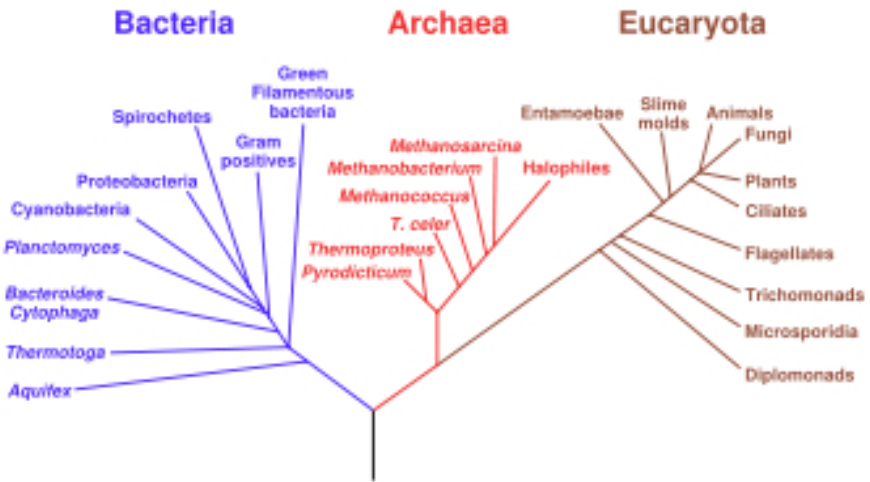 Bacteria
Archaea
Eucaryota
Green
Filamentous
bacteria
Spirochetes
Gram
positives
Proteobacteria
Cyanobacteria
Planctomyces
Bacteroides
Cytophaga
Thermotoga
Aquifex
Methanosarcina
Methanobacterium
Halophiles
Methanococcus
T. celer
Thermoproteus
Pyrodicticum
Entamoebae
Slime
molds
Animals
Fungi
Plants
Ciliates
Flagellates
Trichomonads
Microsporidia
Diplomonads